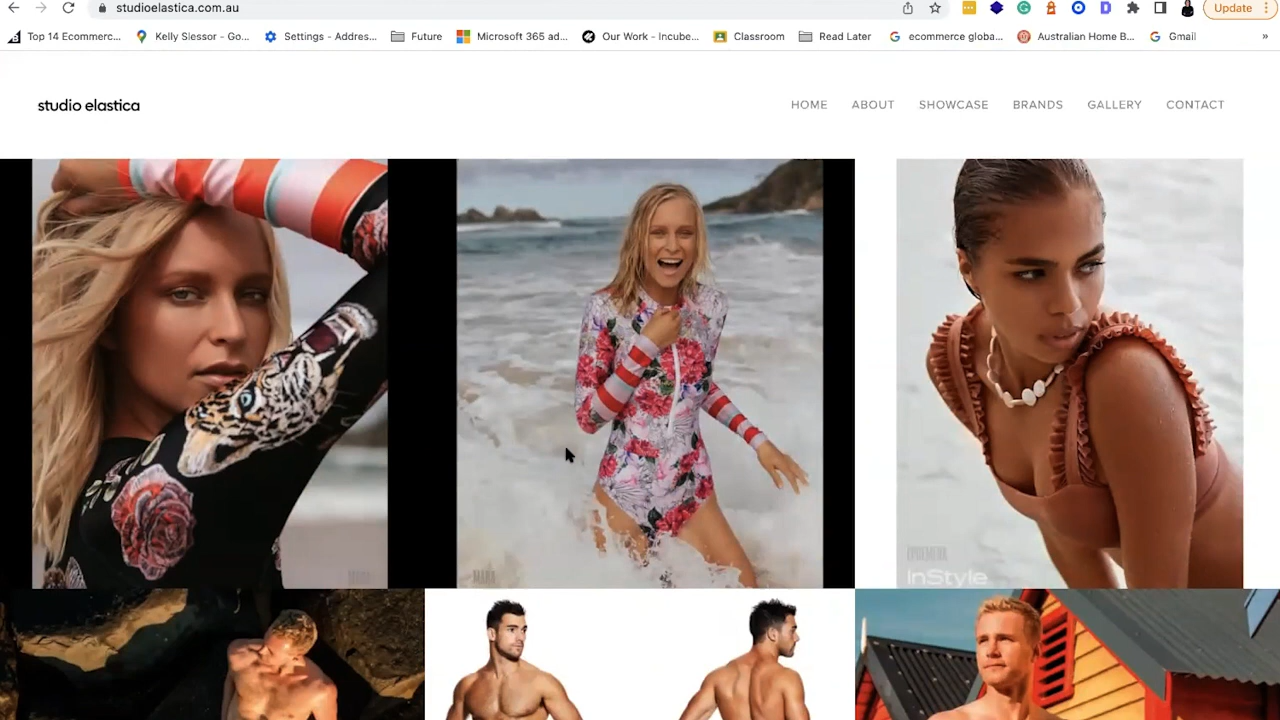 studioelastica.com.au
Update
Top 14 Ecommerc...
Kelly Slessor - Go...
Settings - Addres...
Future
Microsoft 365 ad...
Our Work - Incube...
Classroom
Read Later
ecommerce globa...
Australian Home B...
Gmail
»
studio elastica
HOME
ABOUT
SHOWCASE
BRANDS
GALLERY
CONTACT
MARA
InStyle